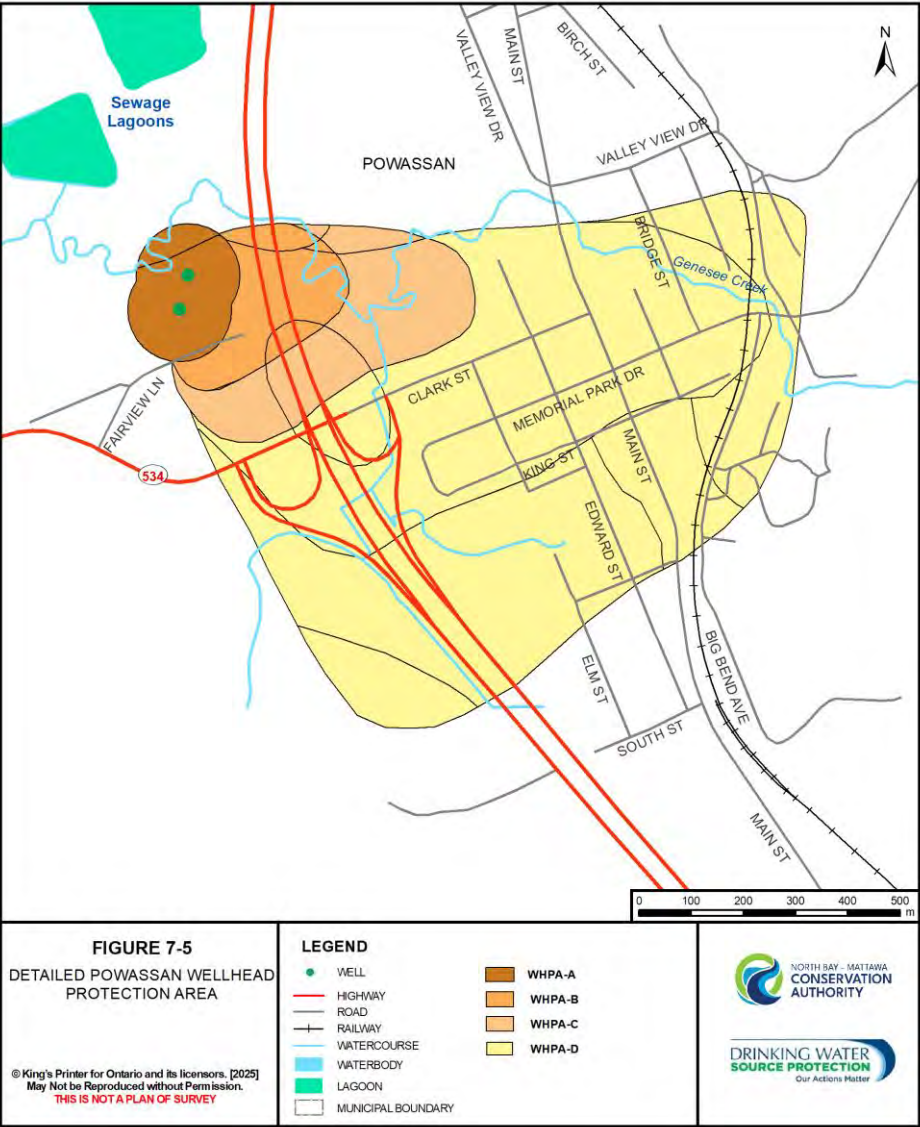 N
Sewage
Lagoons
POWASSAN
VALLEY VIEW DR
MAIN ST
BIRCH ST
VALLEY VIEW DR
BRIDGE ST
Genesee Creek
CLARK ST
MEMORIAL PARK DR
FAIRVIEW LN
534
KING ST
MAIN ST
EDWARD ST
ELM ST
BIG BEND AVE
SOUTH ST
MAIN ST
0 100 200 300 400 500
m
FIGURE 7-5
DETAILED POWASSAN WELLHEAD
PROTECTION AREA
© King's Printer for Ontario and its licensors. [2025]
May Not be Reproduced without Permission.
THIS IS NOT A PLAN OF SURVEY
LEGEND
WELL
HIGHWAY
ROAD
RAILWAY
WATERCOURSE
WATERBODY
LAGOON
MUNICIPAL BOUNDARY
WHPA-A
WHPA-B
WHPA-C
WHPA-D
NORTH BAY – MATTAWA
CONSERVATION
AUTHORITY
DRINKING WATER
SOURCE PROTECTION
Our Actions Matter